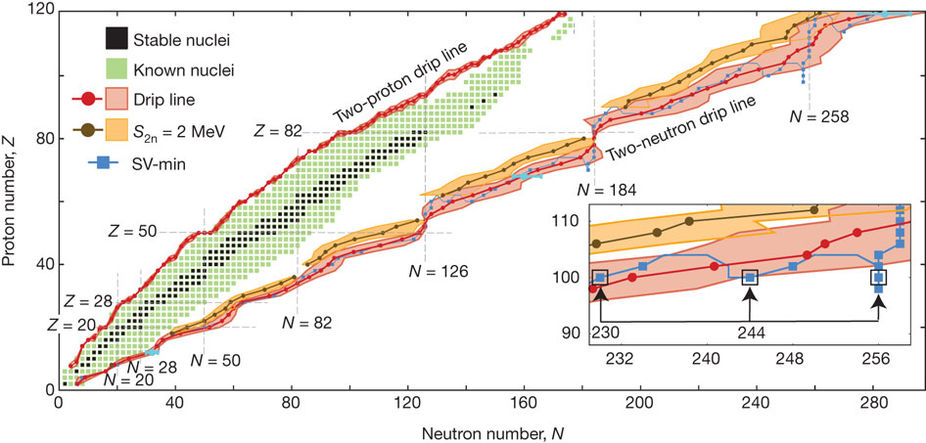 120
Stable nuclei
Known nuclei
Drip line
S2n = 2 MeV
SV-min
Two-proton drip line
Two-neutron drip line
Z = 82
Z = 50
Z = 28
Z = 20
N = 258
N = 184
N = 126
N = 82
N = 50
N = 28
N = 20
80
40
0
Proton number, Z
0 40 80 120 160 200 240 280
Neutron number, N
110
100
90
230 244
232 240 248 256